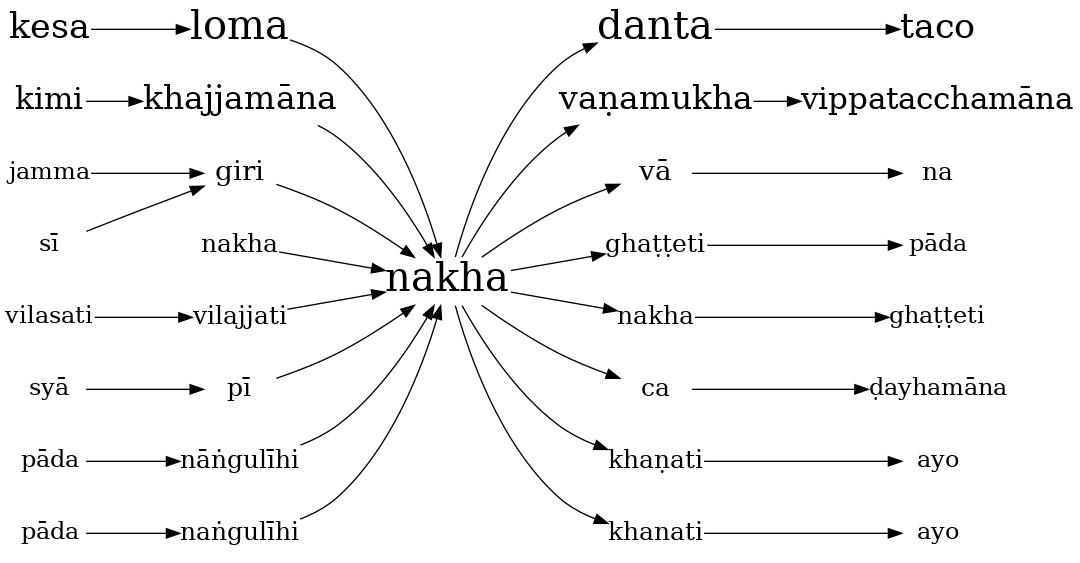 kesa loma danta taco
kimi khajjamāna vaṇamukha vippatacchamāna
jamma giri vā na
sī nakha ghaṭṭeti pāda
nakha
vilasati vilajjati nakha ghaṭṭeti
syā pī ca ḍayhamāna
pāda nāṅgulīhi khaṇati ayo
pāda naṅgulīhi khanati ayo